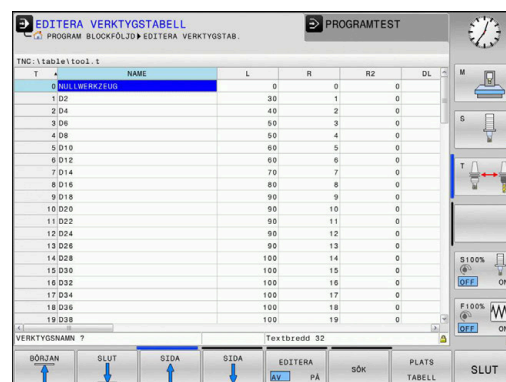 EDITERA VERKTYGSTABELL
PROGRAM BLOCKFÖLJD▶EDITERA VERKTYGSTAB.
PROGRAMTEST
TNC:\table\tool.t
T NAME L R R2 DL
0 NULLWERKZEUG 0 0 0
1 D2 30 1 0
2 D4 40 2 0
3 D6 50 3 0
4 D8 50 4 0
5 D10 60 5 0
6 D12 60 6 0
7 D14 70 7 0
8 D16 80 8 0
9 D18 90 9 0
10 D20 90 10 0
11 D22 90 11 0
12 D24 90 12 0
13 D26 90 13 0
14 D28 100 14 0
15 D30 100 15 0
16 D32 100 16 0
17 D34 100 17 0
18 D36 100 18 0
19 D38 100 19 0
VERKTYGSNAMN ? Textbredd 32
M
S
T
S100%
OFF ON
F100%
OFF ON
BÖRJAN
SLUT
SIDA
SIDA
EDITERA
AV PÅ
SÖK
PLATS
TABELL
SLUT